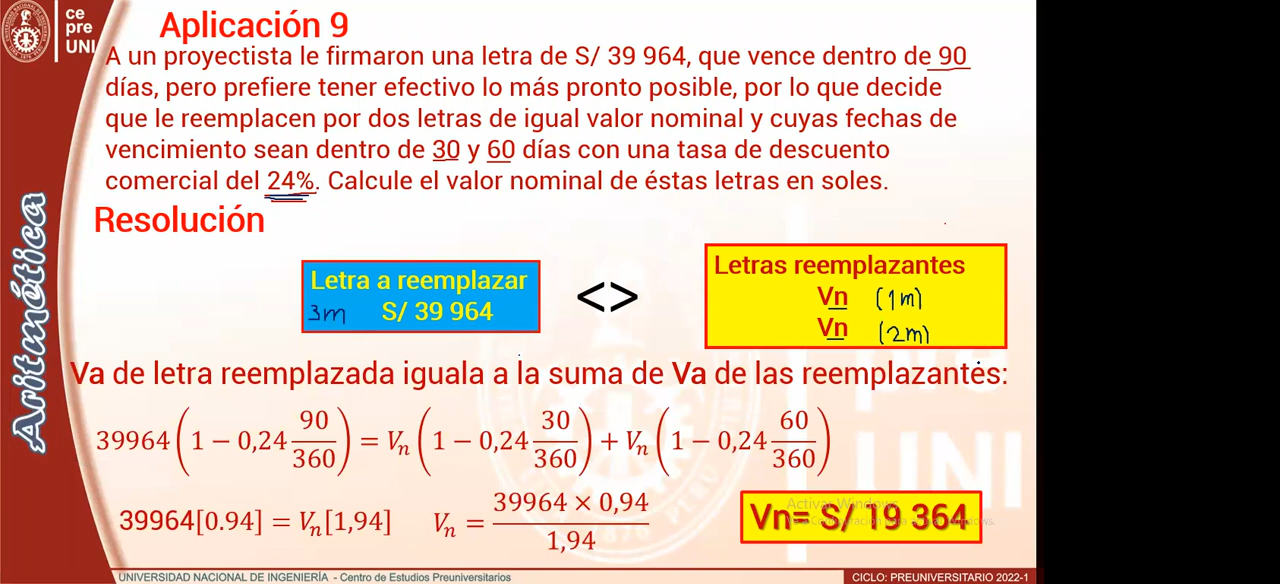 ce
pre
UNI
Aplicación 9
A un proyectista le firmaron una letra de S/ 39 964, que vence dentro de 90
días, pero prefiere tener efectivo lo más pronto posible, por lo que decide
que le reemplacen por dos letras de igual valor nominal y cuyas fechas de
vencimiento sean dentro de 30 y 60 días con una tasa de descuento
comercial del 24%. Calcule el valor nominal de éstas letras en soles.
Resolución
Letra a reemplazar
3m S/ 39 964
<>
Letras reemplazantes
Vn (1m)
Vn (2m)
Va de letra reemplazada iguala a la suma de Va de las reemplazantes:
39964(1 − 0,24 90/360) = Vn(1 − 0,24 30/360) + Vn(1 − 0,24 60/360)
39964[0.94] = Vn[1,94] Vn = 39964 × 0,94 / 1,94
Vn= S/ 19 364
Activar Windows
Aritmética
UNI
UNIVERSIDAD NACIONAL DE INGENIERÍA - Centro de Estudios Preuniversitarios
CICLO: PREUNIVERSITARIO 2022-1